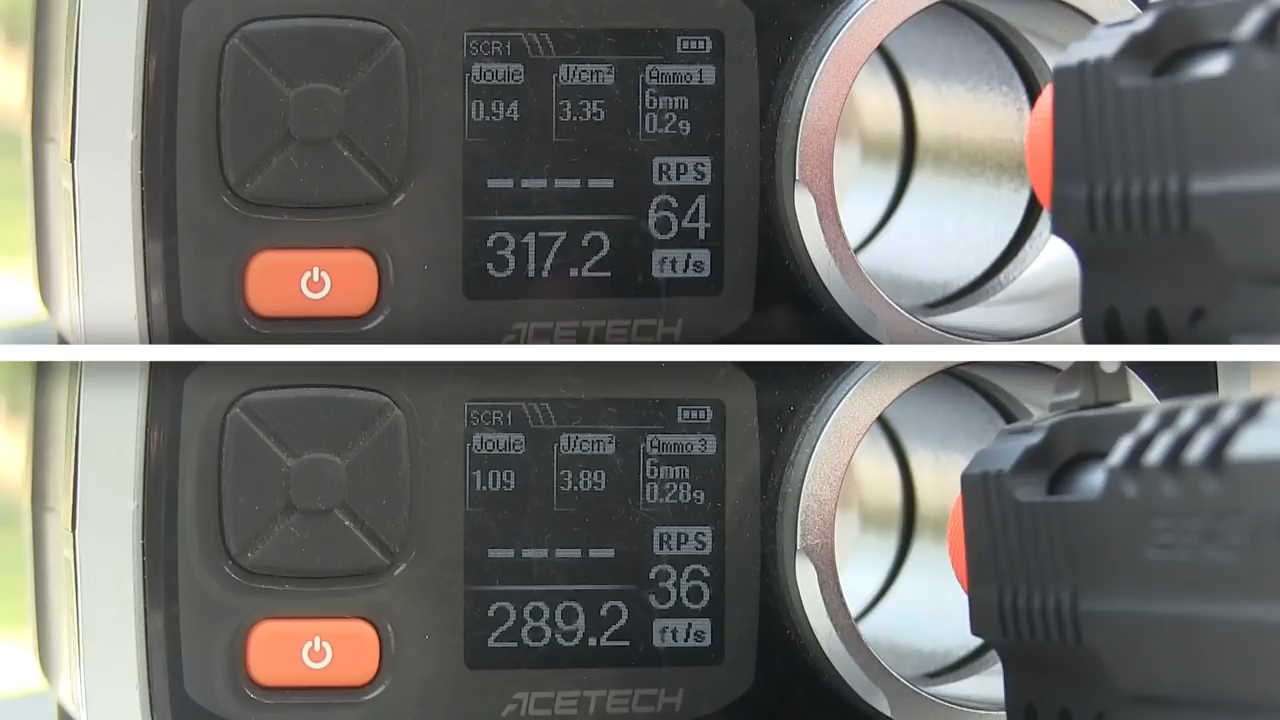 SCR1
Joule J/cm² Ammo 1
0.94 3.35 6mm
0.2g
----
RPS
64
317.2
ft/s
ACETECH
SCR1
Joule J/cm² Ammo 3
1.09 3.89 6mm
0.28g
----
RPS
36
289.2
ft/s
ACETECH